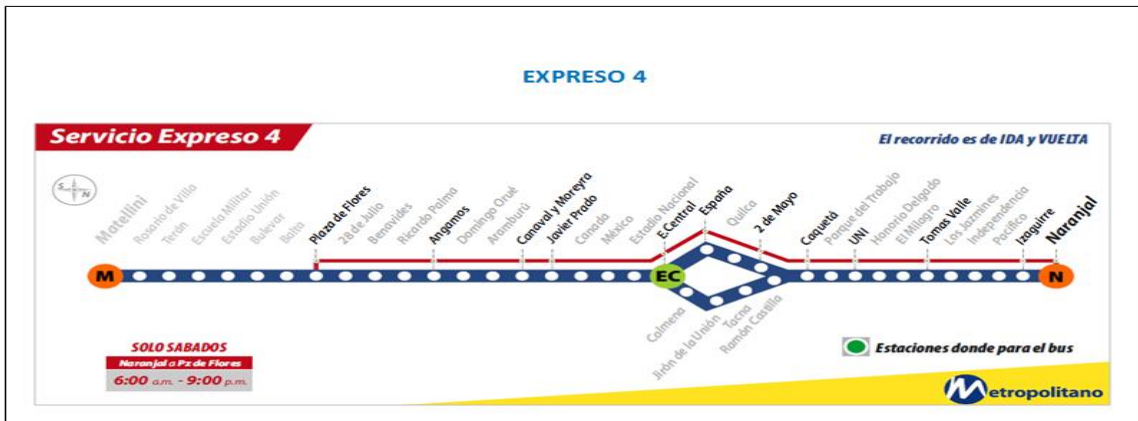 EXPRESO 4
Servicio Expreso 4
El recorrido es de IDA y VUELTA
S N
Matellini
Rosario de Villa
Terán
Escuela Militar
Estadio Unión
Bulevar
Balta
Plaza de Flores
28 de Julio
Benavides
Ricardo Palma
Angamos
Domingo Orué
Aramburú
Canaval y Moreyra
Javier Prado
Canadá
México
Estadio Nacional
E.Central
España
Quilca
2 de Mayo
Caquetá
Parque del Trabajo
UNI
Honorio Delgado
El Milagro
Tomas Valle
Los Jazmines
Independencia
Pacífico
Izaguirre
Naranjal
M
EC
N
Colmena
Jirón de la Unión
Tacna
Ramón Castilla
SOLO SABADOS
Naranjal a Pz de Flores
6:00 a.m. - 9:00 p.m.
Estaciones donde para el bus
Metropolitano